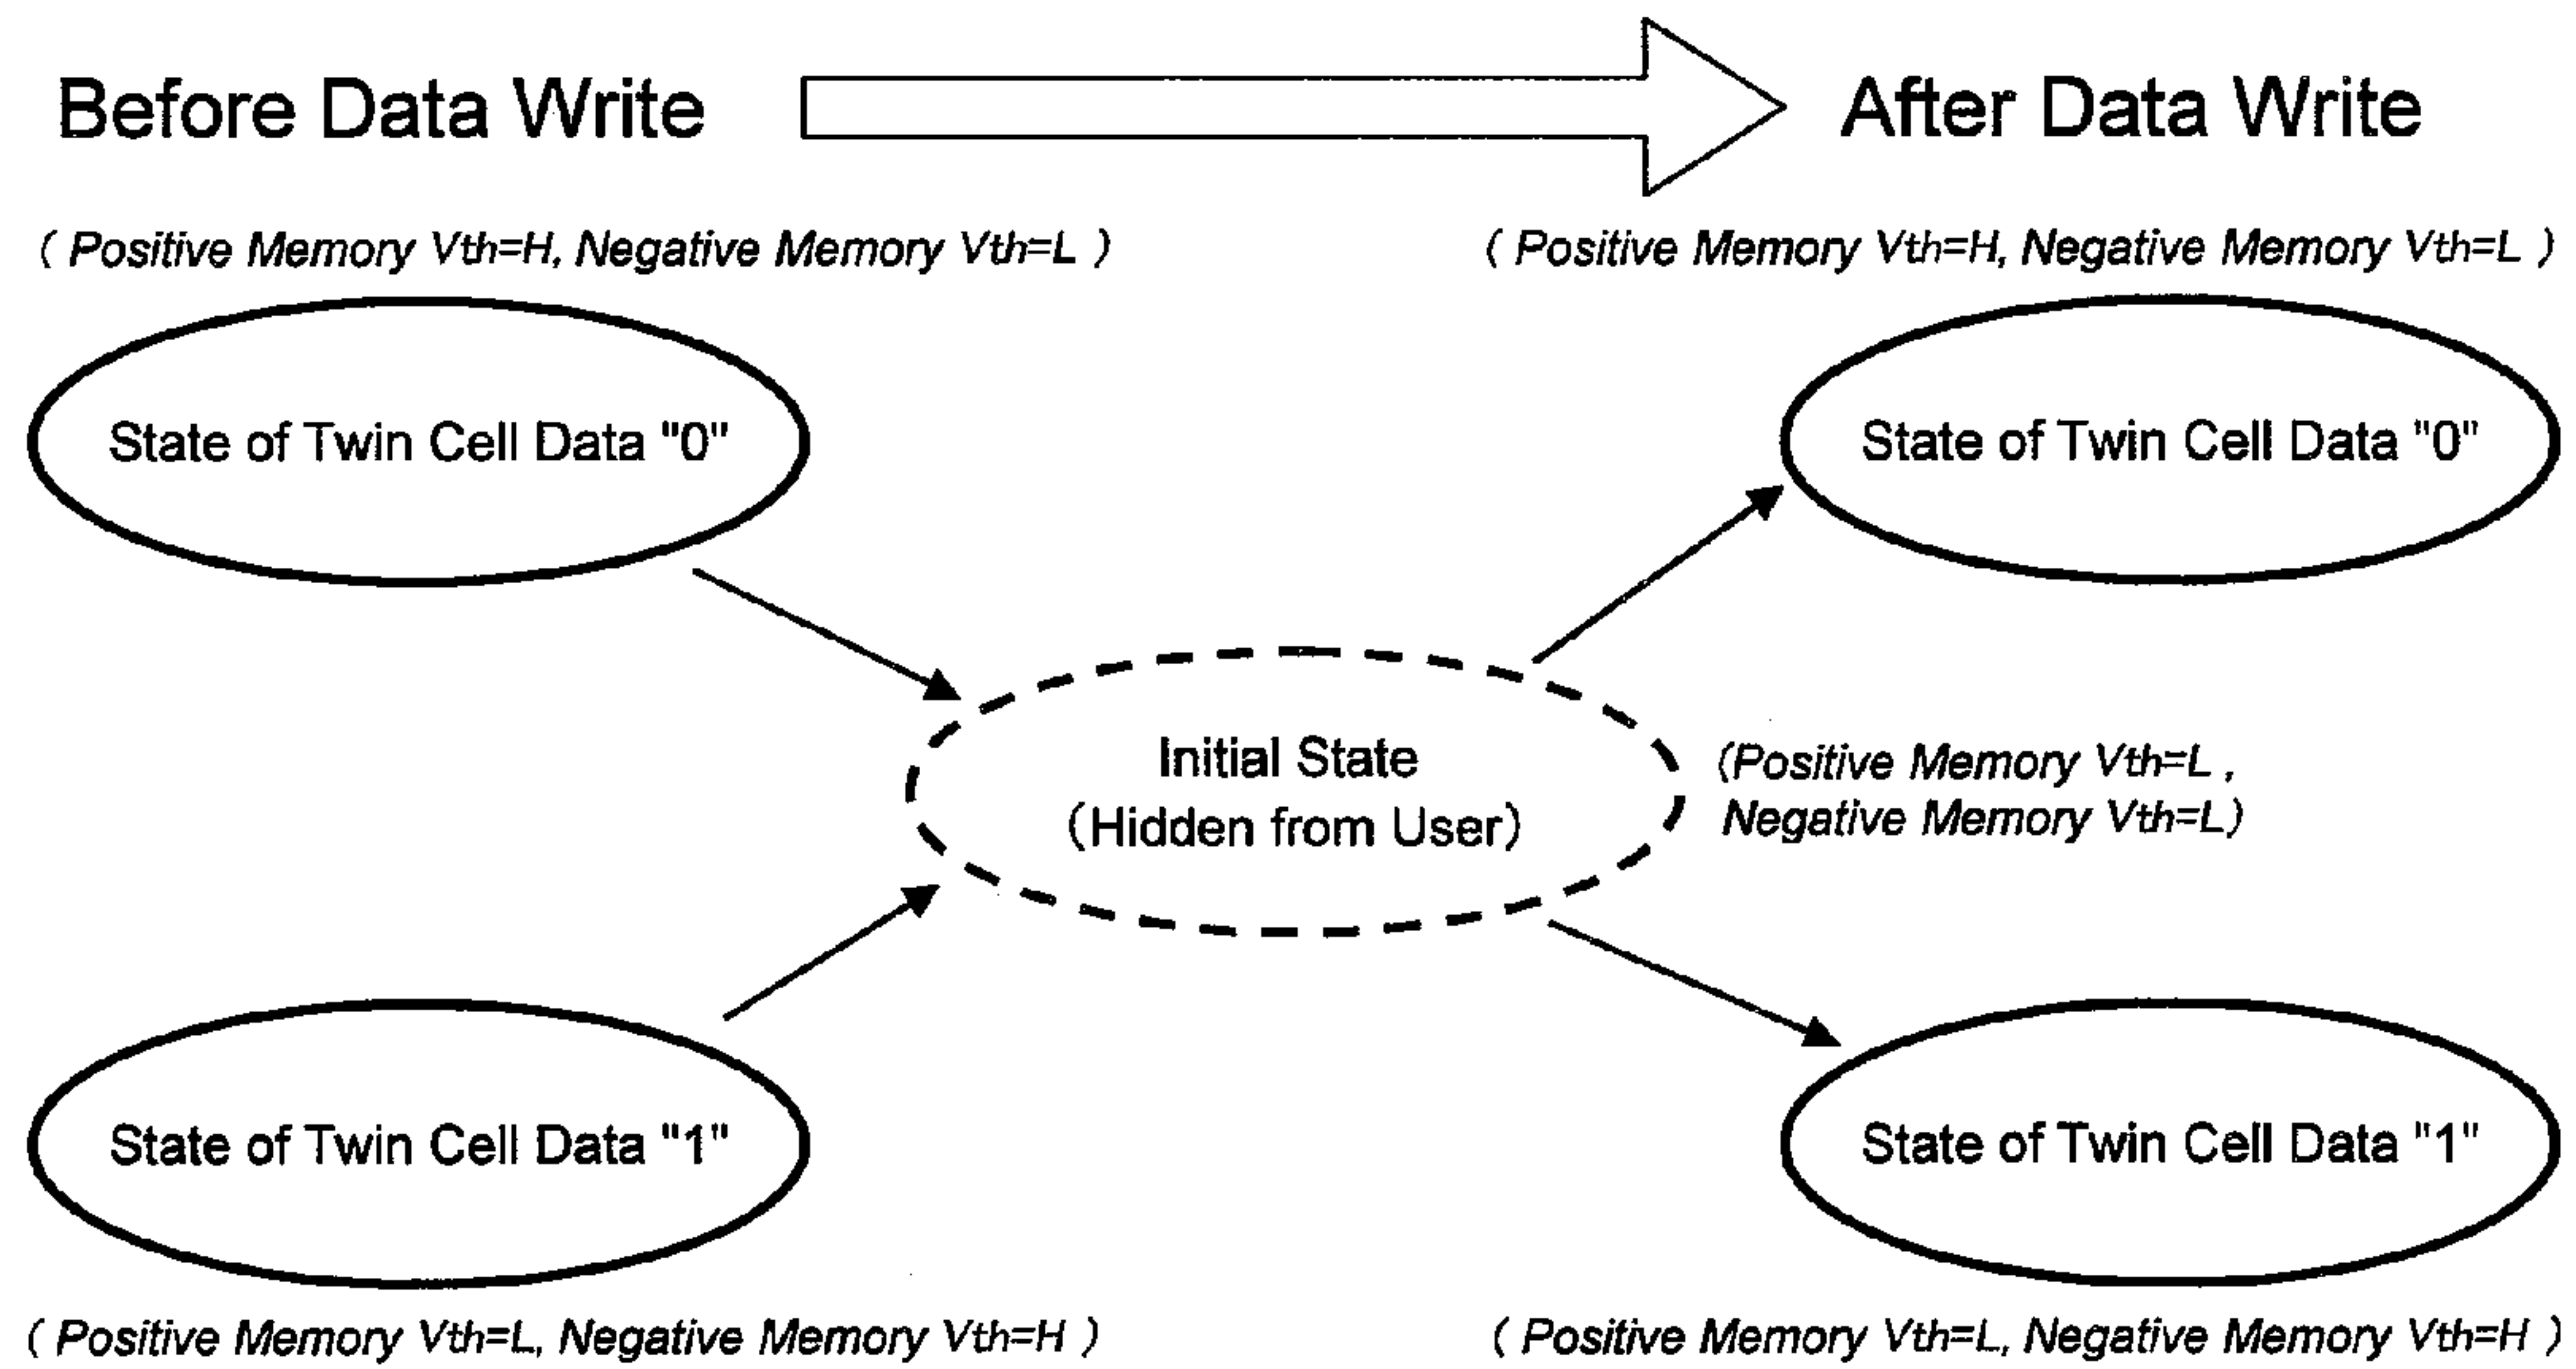 Before Data Write
After Data Write
( Positive Memory Vth=H, Negative Memory Vth=L )
( Positive Memory Vth=H, Negative Memory Vth=L )
State of Twin Cell Data "0"
State of Twin Cell Data "0"
Initial State
(Hidden from User)
(Positive Memory Vth=L ,
Negative Memory Vth=L)
State of Twin Cell Data "1"
State of Twin Cell Data "1"
( Positive Memory Vth=L, Negative Memory Vth=H )
( Positive Memory Vth=L, Negative Memory Vth=H )